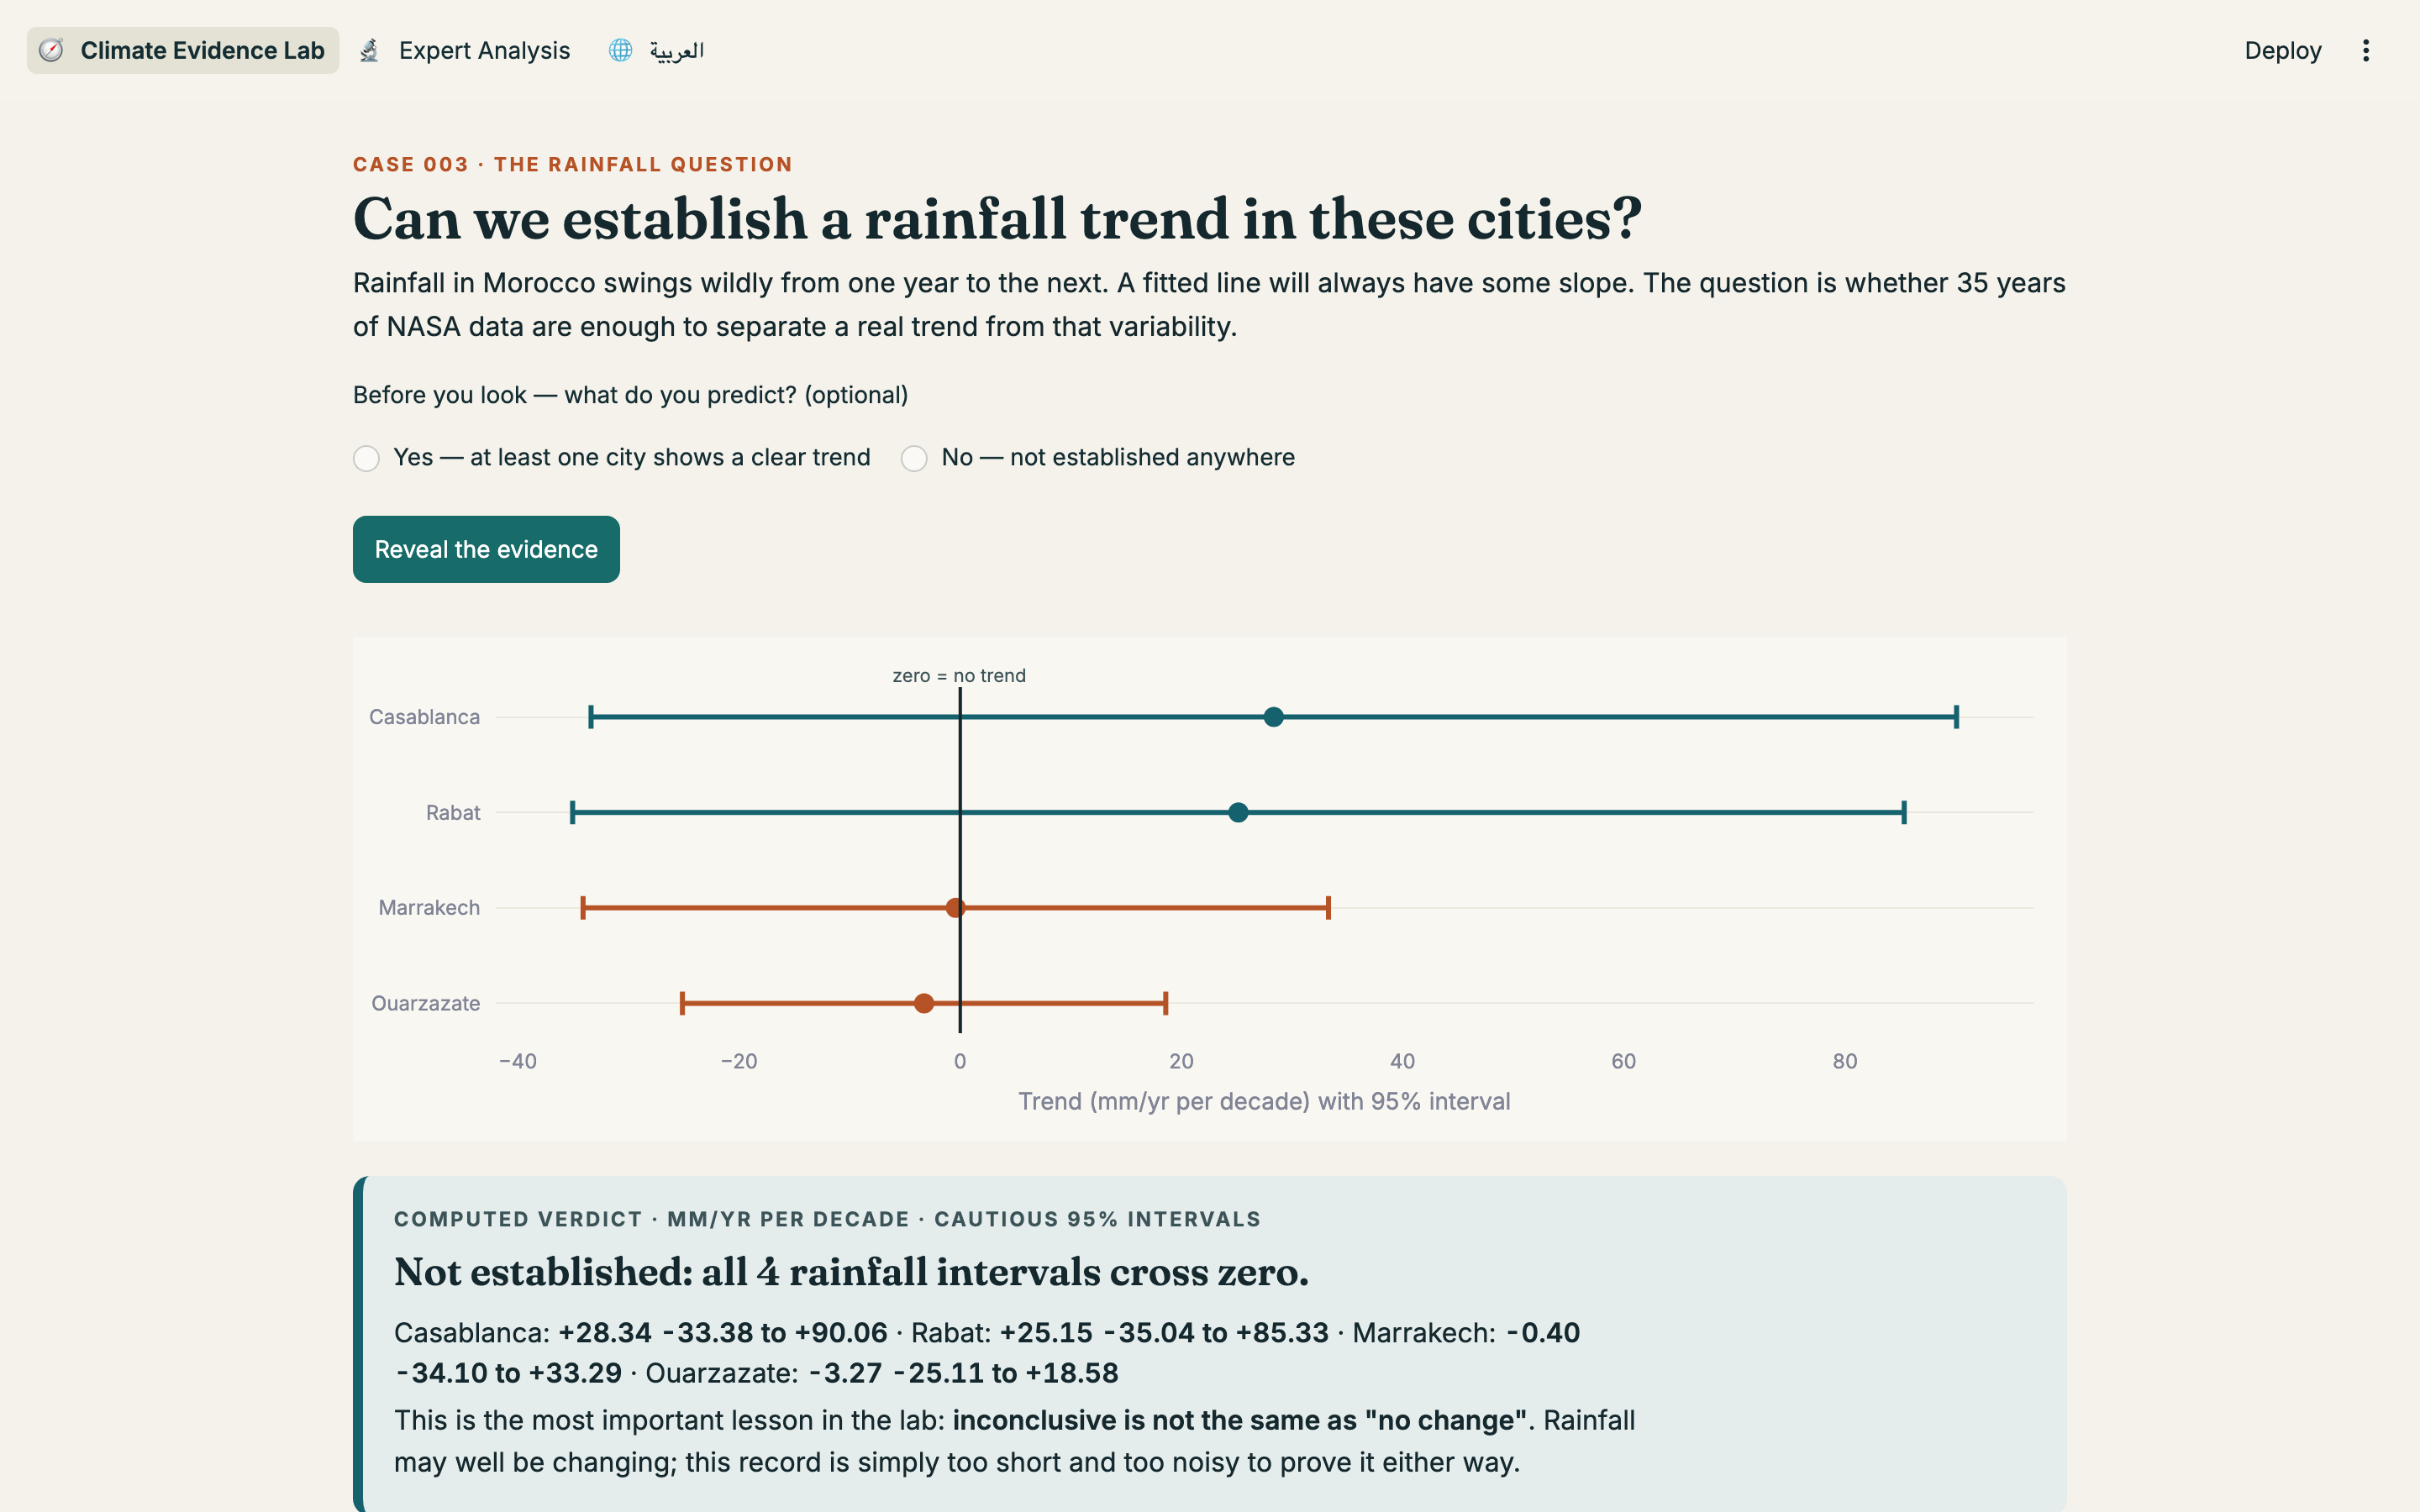 Climate Evidence Lab
Expert Analysis
العربية
Deploy
CASE 003 · THE RAINFALL QUESTION
Can we establish a rainfall trend in these cities?
Rainfall in Morocco swings wildly from one year to the next. A fitted line will always have some slope. The question is whether 35 years
of NASA data are enough to separate a real trend from that variability.
Before you look — what do you predict? (optional)
Yes — at least one city shows a clear trend
No — not established anywhere
Reveal the evidence
zero = no trend
Casablanca
Rabat
Marrakech
Ouarzazate
−40 −20 0 20 40 60 80
Trend (mm/yr per decade) with 95% interval
COMPUTED VERDICT · MM/YR PER DECADE · CAUTIOUS 95% INTERVALS
Not established: all 4 rainfall intervals cross zero.
Casablanca: +28.34 -33.38 to +90.06 · Rabat: +25.15 -35.04 to +85.33 · Marrakech: -0.40
-34.10 to +33.29 · Ouarzazate: -3.27 -25.11 to +18.58
This is the most important lesson in the lab: inconclusive is not the same as "no change". Rainfall
may well be changing; this record is simply too short and too noisy to prove it either way.